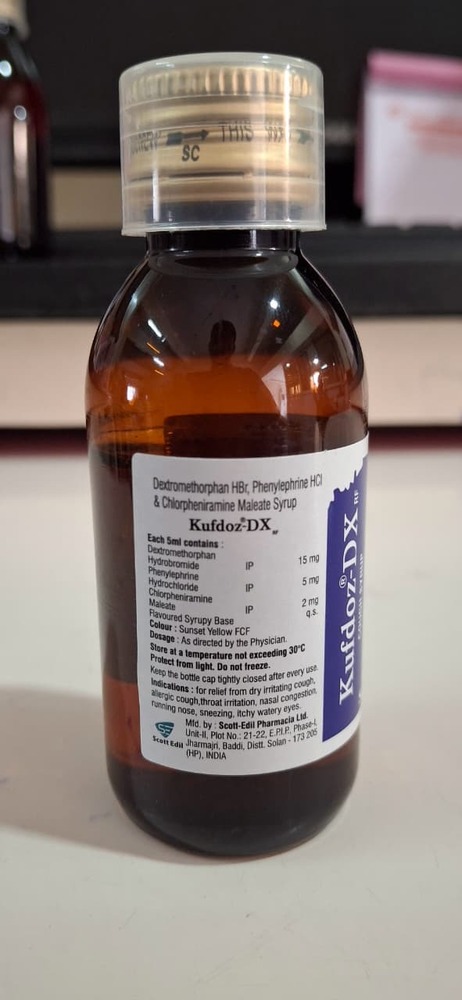 THIS WAY
SC
Dextromethorphan HBr, Phenylephrine HCl
& Chlorpheniramine Maleate Syrup
Kufdoz®-DX RF
Each 5ml contains :
Dextromethorphan
Hydrobromide IP 15 mg
Phenylephrine
Hydrochloride IP 5 mg
Chlorpheniramine
Maleate IP 2 mg
Flavoured Syrupy Base q.s.
Colour : Sunset Yellow FCF
Dosage : As directed by the Physician.
Store at a temperature not exceeding 30°C
Protect from light. Do not freeze.
Keep the bottle cap tightly closed after every use.
Indications : for relief from dry irritating cough,
allergic cough,throat irritation, nasal congestion,
running nose, sneezing, itchy watery eyes.
Scott Edil
Mfd. by : Scott-Edil Pharmacia Ltd.
Unit-II, Plot No.: 21-22, E.P.I.P., Phase-I,
Jharmajri, Baddi, Distt. Solan - 173 205
(HP), INDIA
Kufdoz®-DX RF